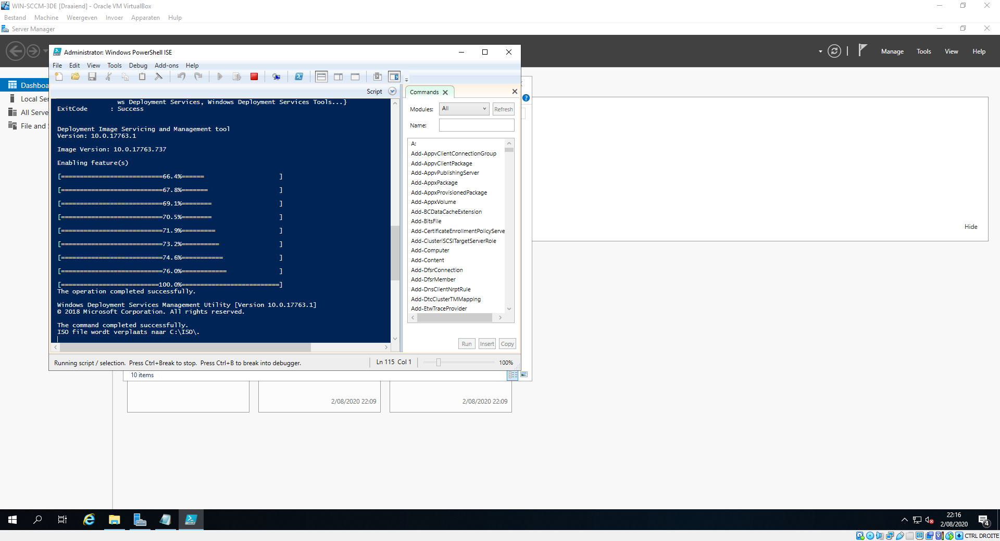 WIN-SCCM-3DE [Draaiend] - Oracle VM VirtualBox
Bestand Machine Weergeven Invoer Apparaten Hulp
Server Manager
Manage Tools View Help
Dashboa
Local Ser
All Serve
File and
Administrator: Windows PowerShell ISE
File Edit View Tools Debug Add-ons Help
Script
ws Deployment Services, Windows Deployment Services Tools...}
ExitCode : Success
Deployment Image Servicing and Management tool
Version: 10.0.17763.1
Image Version: 10.0.17763.737
Enabling feature(s)
[===========================66.4%====== ]
[===========================67.8%======= ]
[===========================69.1%======== ]
[===========================70.5%======== ]
[===========================71.9%========= ]
[===========================73.2%========== ]
[===========================74.6%=========== ]
[===========================76.0%============ ]
[==========================100.0%==========================]
The operation completed successfully.
Windows Deployment Services Management Utility [Version 10.0.17763.1]
© 2018 Microsoft Corporation. All rights reserved.
The command completed successfully.
ISO file wordt verplaats naar C:\ISO\.
Commands
Modules: All Refresh
Name:
A:
Add-AppvClientConnectionGroup
Add-AppvClientPackage
Add-AppvPublishingServer
Add-AppxPackage
Add-AppxProvisionedPackage
Add-AppxVolume
Add-BCDataCacheExtension
Add-BitsFile
Add-CertificateEnrollmentPolicyServe
Add-ClusteriSCSITargetServerRole
Add-Computer
Add-Content
Add-DfsrConnection
Add-DfsrMember
Add-DnsClientNrptRule
Add-DtcClusterTMMapping
Add-EtwTraceProvider
Run Insert Copy
Running script / selection. Press Ctrl+Break to stop. Press Ctrl+B to break into debugger.
Ln 115 Col 1
100%
Hide
10 items
2/08/2020 22:09
2/08/2020 22:09
22:16
2/08/2020
4
CTRL DROITE